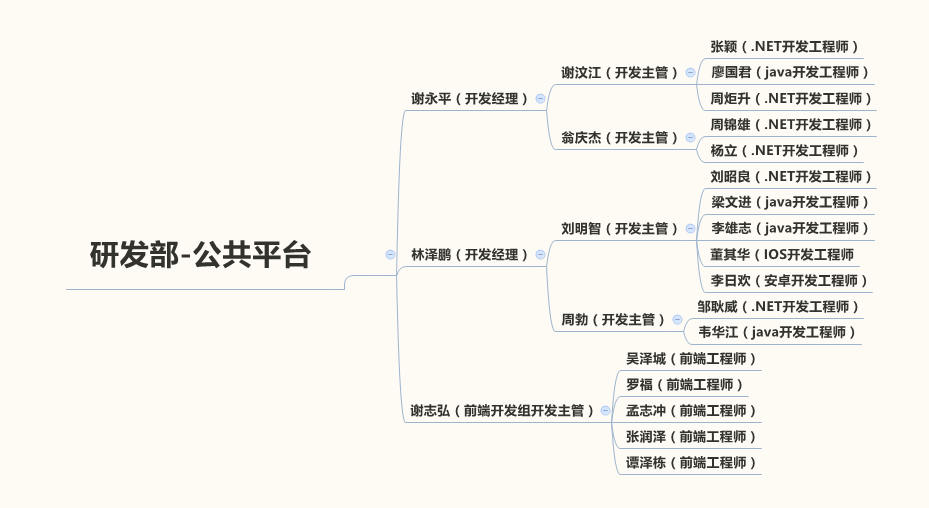 研发部-公共平台
谢永平（开发经理）
谢汶江（开发主管）
张颖（.NET开发工程师）
廖国君（java开发工程师）
周炬升（.NET开发工程师）
翁庆杰（开发主管）
周锦雄（.NET开发工程师）
杨立（.NET开发工程师）
林泽鹏（开发经理）
刘明智（开发主管）
刘昭良（.NET开发工程师）
梁文进（java开发工程师）
李雄志（java开发工程师）
董其华（IOS开发工程师
李日欢（安卓开发工程师）
周勃（开发主管）
邹耿威（.NET开发工程师）
韦华江（java开发工程师）
谢志弘（前端开发组开发主管）
吴泽城（前端工程师）
罗福（前端工程师）
孟志冲（前端工程师）
张润泽（前端工程师）
谭泽栋（前端工程师）